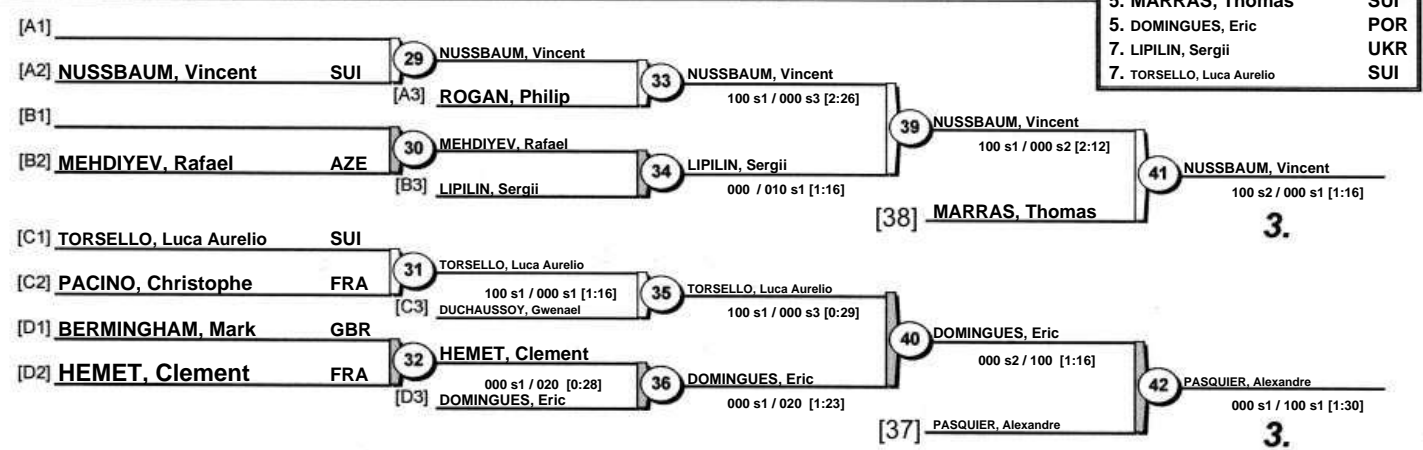 5. MARRAS, Thomas SUI
5. DOMINGUES, Eric POR
7. LIPILIN, Sergii UKR
7. TORSELLO, Luca Aurelio SUI
[A1]
[A2] NUSSBAUM, Vincent SUI
29 NUSSBAUM, Vincent
[A3] ROGAN, Philip
33 NUSSBAUM, Vincent
100 s1 / 000 s3 [2:26]
[B1]
[B2] MEHDIYEV, Rafael AZE
30 MEHDIYEV, Rafael
[B3] LIPILIN, Sergii
34 LIPILIN, Sergii
000 / 010 s1 [1:16]
39 NUSSBAUM, Vincent
100 s1 / 000 s2 [2:12]
[38] MARRAS, Thomas
41 NUSSBAUM, Vincent
100 s2 / 000 s1 [1:16]
3.
[C1] TORSELLO, Luca Aurelio SUI
[C2] PACINO, Christophe FRA
31 TORSELLO, Luca Aurelio
100 s1 / 000 s1 [1:16]
[C3] DUCHAUSSOY, Gwenael
35 TORSELLO, Luca Aurelio
100 s1 / 000 s3 [0:29]
[D1] BERMINGHAM, Mark GBR
[D2] HEMET, Clement FRA
32 HEMET, Clement
000 s1 / 020 [0:28]
[D3] DOMINGUES, Eric
36 DOMINGUES, Eric
000 s1 / 020 [1:23]
40 DOMINGUES, Eric
000 s2 / 100 [1:16]
[37] PASQUIER, Alexandre
42 PASQUIER, Alexandre
000 s1 / 100 s1 [1:30]
3.